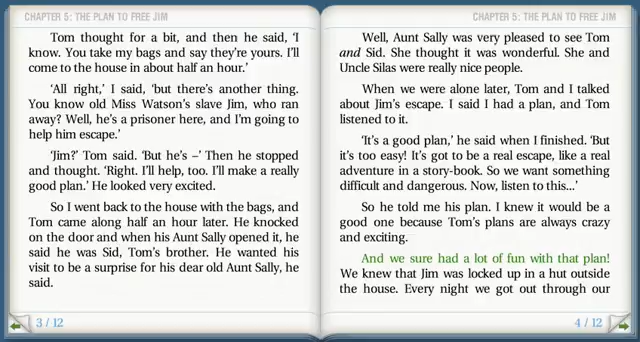 CHAPTER 5: THE PLAN TO FREE JIM
Tom thought for a bit, and then he said, ‘I
know. You take my bags and say they’re yours. I’ll
come to the house in about half an hour.’
‘All right,’ I said, ‘but there’s another thing.
You know old Miss Watson’s slave Jim, who ran
away? Well, he’s a prisoner here, and I’m going to
help him escape.’
‘Jim?’ Tom said. ‘But he’s –’ Then he stopped
and thought. ‘Right. I’ll help, too. I’ll make a really
good plan.’ He looked very excited.
So I went back to the house with the bags, and
Tom came along half an hour later. He knocked
on the door and when his Aunt Sally opened it, he
said he was Sid, Tom’s brother. He wanted his
visit to be a surprise for his dear old Aunt Sally, he
said.
3 / 12
CHAPTER 5: THE PLAN TO FREE JIM
Well, Aunt Sally was very pleased to see Tom
and Sid. She thought it was wonderful. She and
Uncle Silas were really nice people.
When we were alone later, Tom and I talked
about Jim’s escape. I said I had a plan, and Tom
listened to it.
‘It’s a good plan,’ he said when I finished. ‘But
it’s too easy! It’s got to be a real escape, like a real
adventure in a story-book. So we want something
difficult and dangerous. Now, listen to this...’
So he told me his plan. I knew it would be a
good one because Tom’s plans are always crazy
and exciting.
And we sure had a lot of fun with that plan!
We knew that Jim was locked up in a hut outside
the house. Every night we got out through our
4 / 12